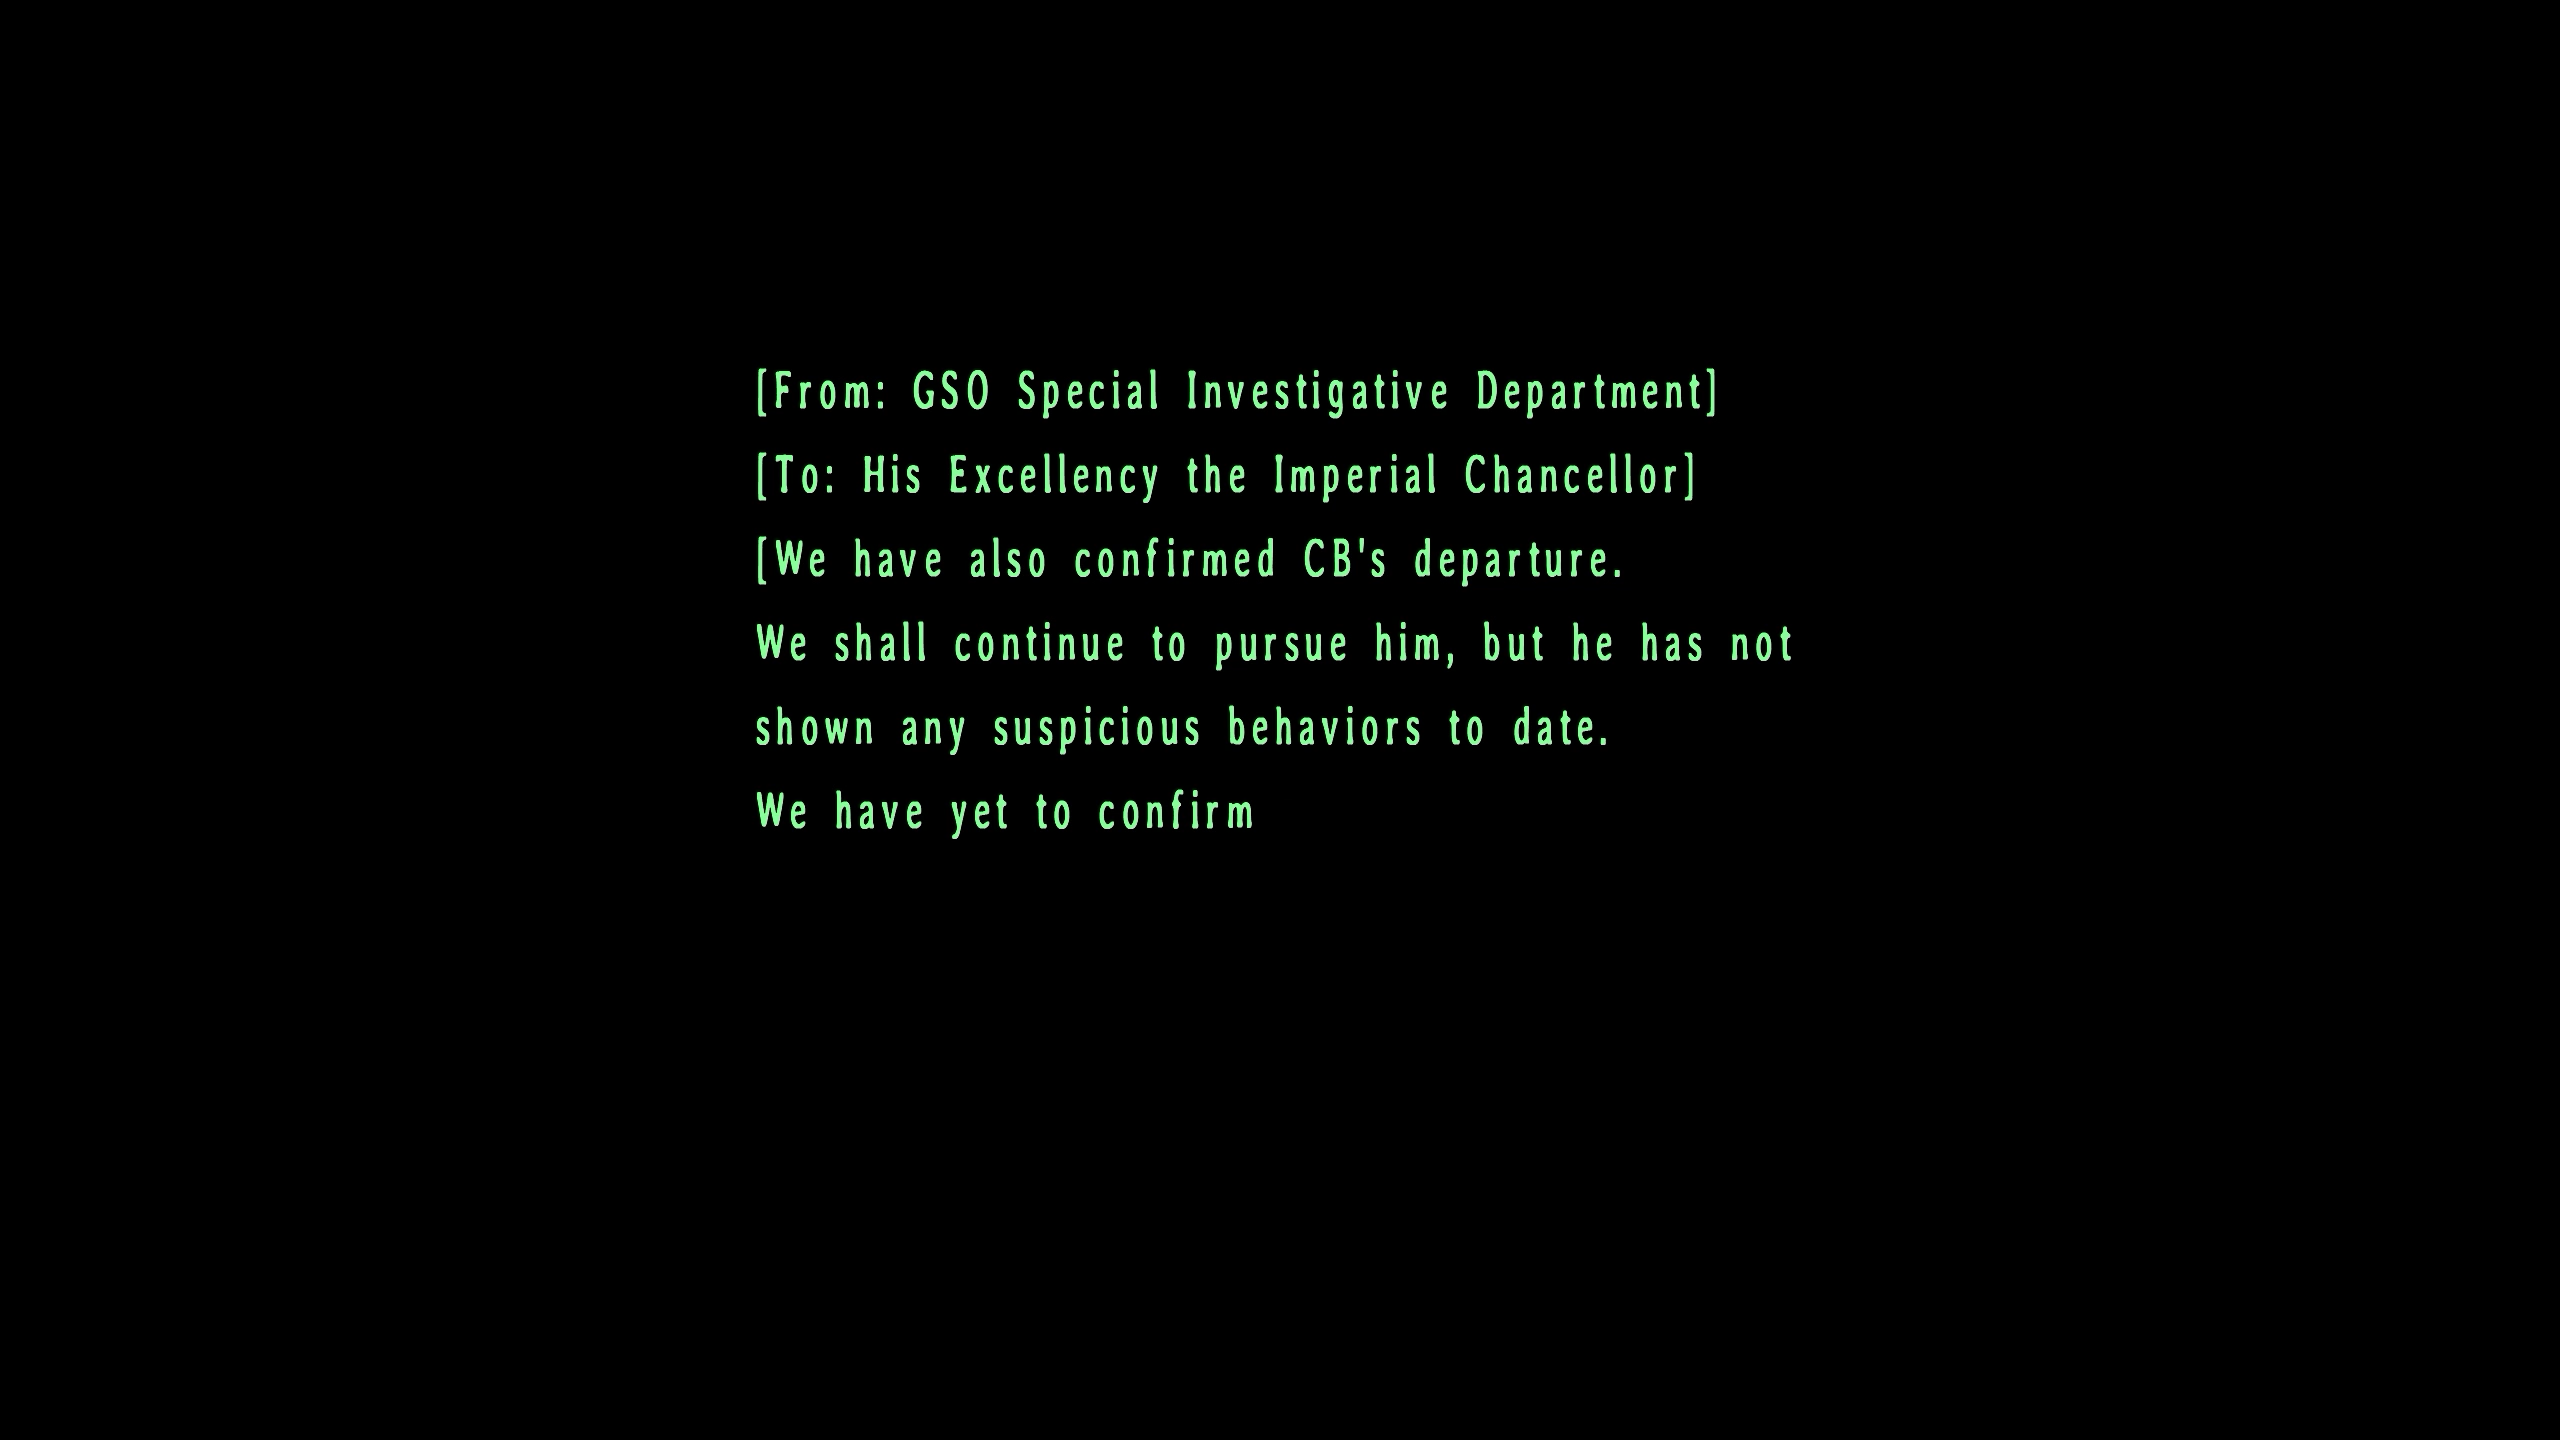 [From: GSO Special Investigative Department]
[To: His Excellency the Imperial Chancellor]
[We have also confirmed CB's departure.
We shall continue to pursue him, but he has not
shown any suspicious behaviors to date.
We have yet to confirm